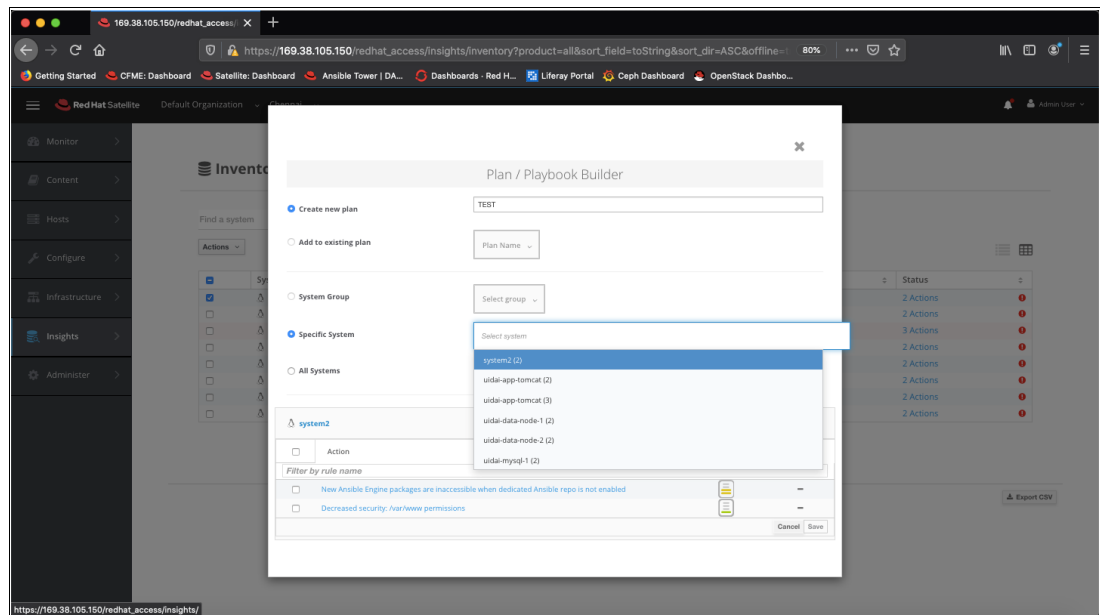 169.38.105.150/redhat_access/i X +
https://169.38.105.150/redhat_access/insights/inventory?product=all&sort_field=toString&sort_dir=ASC&offline= 80%
Getting Started CFME: Dashboard Satellite: Dashboard Ansible Tower | DA... Dashboards - Red H... Liferay Portal Ceph Dashboard OpenStack Dashbo...
Red Hat Satellite Default Organization Chennai Admin User
Monitor
Content
Hosts
Configure
Infrastructure
Insights
Administer
Invento
Find a system
Actions
Sys
Status
2 Actions
2 Actions
3 Actions
2 Actions
2 Actions
2 Actions
2 Actions
2 Actions
Export CSV
Plan / Playbook Builder
Create new plan TEST
Add to existing plan Plan Name
System Group Select group
Specific System Select system
system2 (2)
All Systems
uidai-app-tomcat (2)
uidai-app-tomcat (3)
uidai-data-node-1 (2)
uidai-data-node-2 (2)
uidai-mysql-1 (2)
system2
Action
Filter by rule name
New Ansible Engine packages are inaccessible when dedicated Ansible repo is not enabled
Decreased security: /var/www permissions
Cancel Save
https://169.38.105.150/redhat_access/insights/